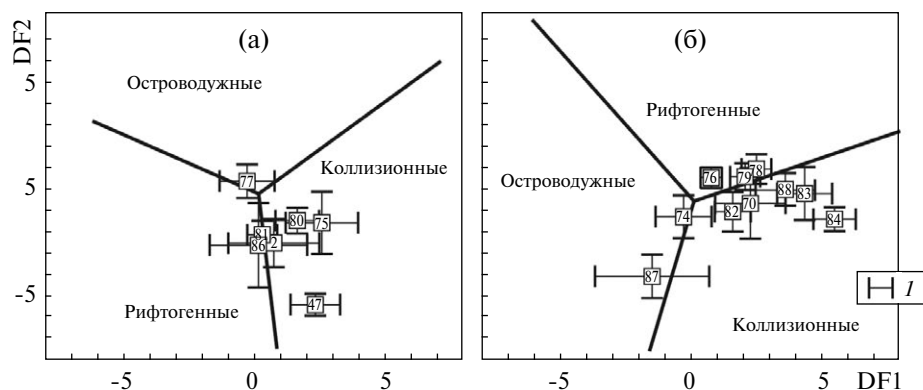 DF2
(а)
(б)
Островодужные
Коллизионные
Рифтогенные
5
5
-5
77
80
75
81
86
2
47
-5
0
5
Рифтогенные
Островодужные
Коллизионные
76
79
78
74
82
70
88
83
84
87
1
-5
0
5
DF1